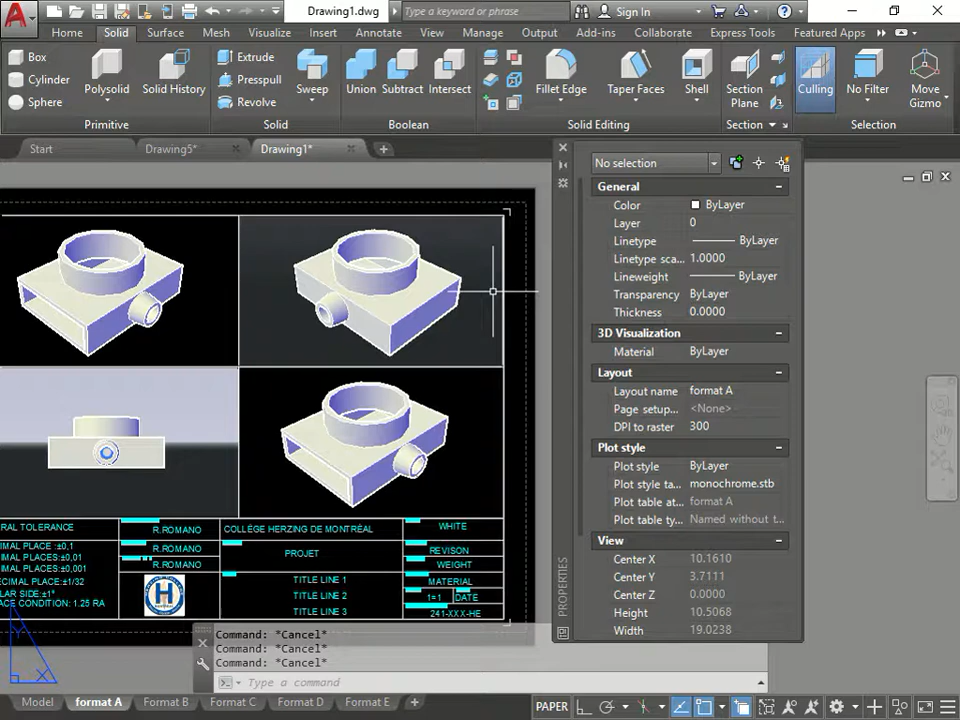 A Drawing1.dwg Type a keyword or phrase Sign In
Home Solid Surface Mesh Visualize Insert Annotate View Manage Output Add-ins Collaborate Express Tools Featured Apps
Box Cylinder Sphere Polysolid Solid History Extrude Presspull Revolve Sweep Union Subtract Intersect Fillet Edge Taper Faces Shell Section Plane Culling No Filter Move Gizmo
Primitive Solid Boolean Solid Editing Section Selection
Start Drawing5* Drawing1*
No selection
General
Color ByLayer
Layer 0
Linetype ByLayer
Linetype sca... 1.0000
Lineweight ByLayer
Transparency ByLayer
Thickness 0.0000
3D Visualization
Material ByLayer
Layout
Layout name format A
Page setup... <None>
DPI to raster 300
Plot style
Plot style ByLayer
Plot style ta... monochrome.stb
Plot table at... format A
Plot table ty... Named without t...
View
Center X 10.1610
Center Y 3.7111
Center Z 0.0000
Height 10.5068
Width 19.0238
PROPERTIES
RAL TOLERANCE R.ROMANO COLLÈGE HERZING DE MONTRÉAL WHITE
IMAL PLACE :±0,1 R.ROMANO PROJET REVISON
IMAL PLACES:±0,01 R.ROMANO WEIGHT
IMAL PLACES:±0,001 TITLE LINE 1 MATERIAL
CIMAL PLACE:±1/32 H TITLE LINE 2 1=1 DATE
LAR SIDE:±1°
ACE CONDITION: 1.25 RA TITLE LINE 3 241-XXX-HE
Y
X
Command: *Cancel*
Command: *Cancel*
Command: *Cancel*
Type a command
Model format A Format B Format C Format D Format E PAPER